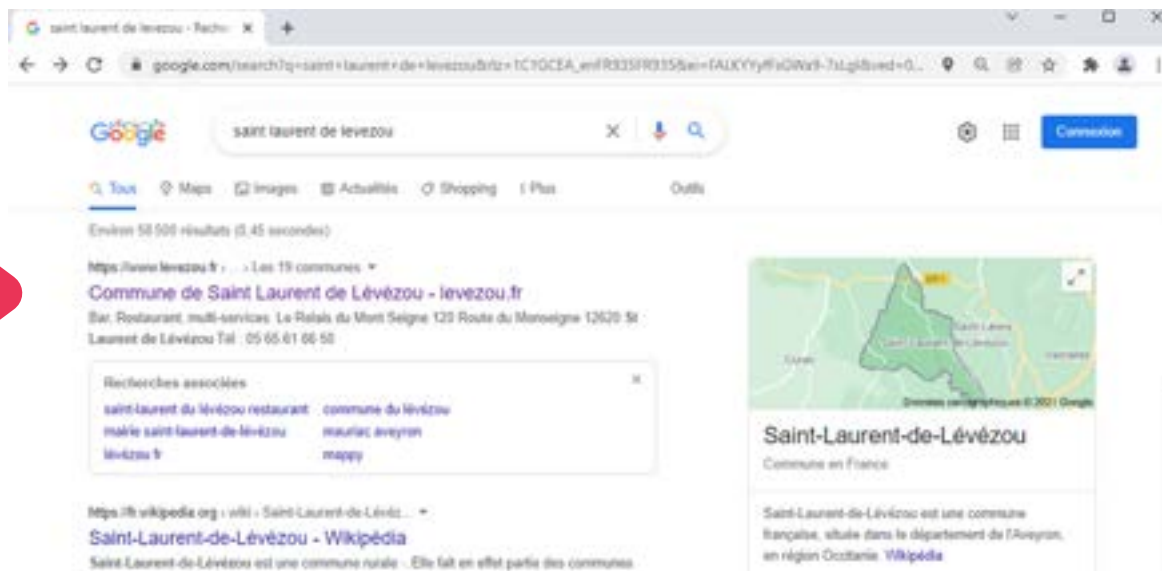 saint laurent de levezou - Reche
Google
saint laurent de levezou
Connexion
Tous Maps Images Actualités Shopping Plus Outils
Environ 58 500 résultats (0,45 secondes)
https://www.levezou.fr › ... › Les 19 communes
Commune de Saint Laurent de Lévézou - levezou.fr
Bar, Restaurant, multi-services. Le Relais du Mont Seigne 120 Route du Monseigne 12620 St
Laurent de Lévézou Tél : 05 65 61 66 50
Recherches associées
saint-laurent du lévézou restaurant commune du lévézou
mairie saint-laurent-de-lévézou mauriac aveyron
lévézou fr mappy
https://fr.wikipedia.org › wiki › Saint-Laurent-de-Lévéz...
Saint-Laurent-de-Lévézou - Wikipédia
Saint-Laurent-de-Lévézou est une commune rurale · Elle fait en effet partie des communes
Saint-Laurent-de-Lévézou
Données cartographiques © 2021 Google
Saint-Laurent-de-Lévézou
Commune en France
Saint-Laurent-de-Lévézou est une commune
française, située dans le département de l'Aveyron,
en région Occitanie. Wikipédia